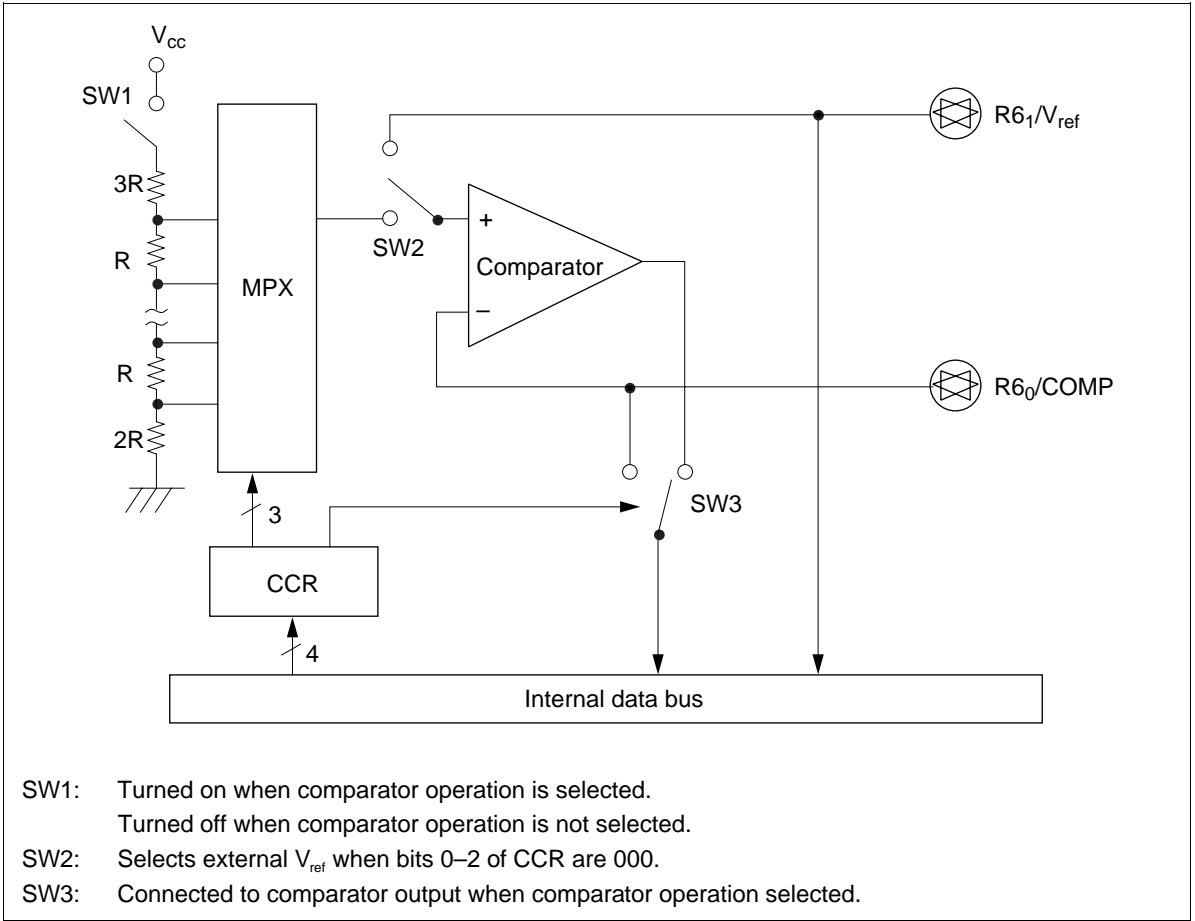 Vcc
SW1
3R
R
R
2R
MPX
SW2
+
−
Comparator
R6₁/Vref
R6₀/COMP
SW3
3
CCR
4
Internal data bus
SW1: Turned on when comparator operation is selected.
Turned off when comparator operation is not selected.
SW2: Selects external Vref when bits 0–2 of CCR are 000.
SW3: Connected to comparator output when comparator operation selected.